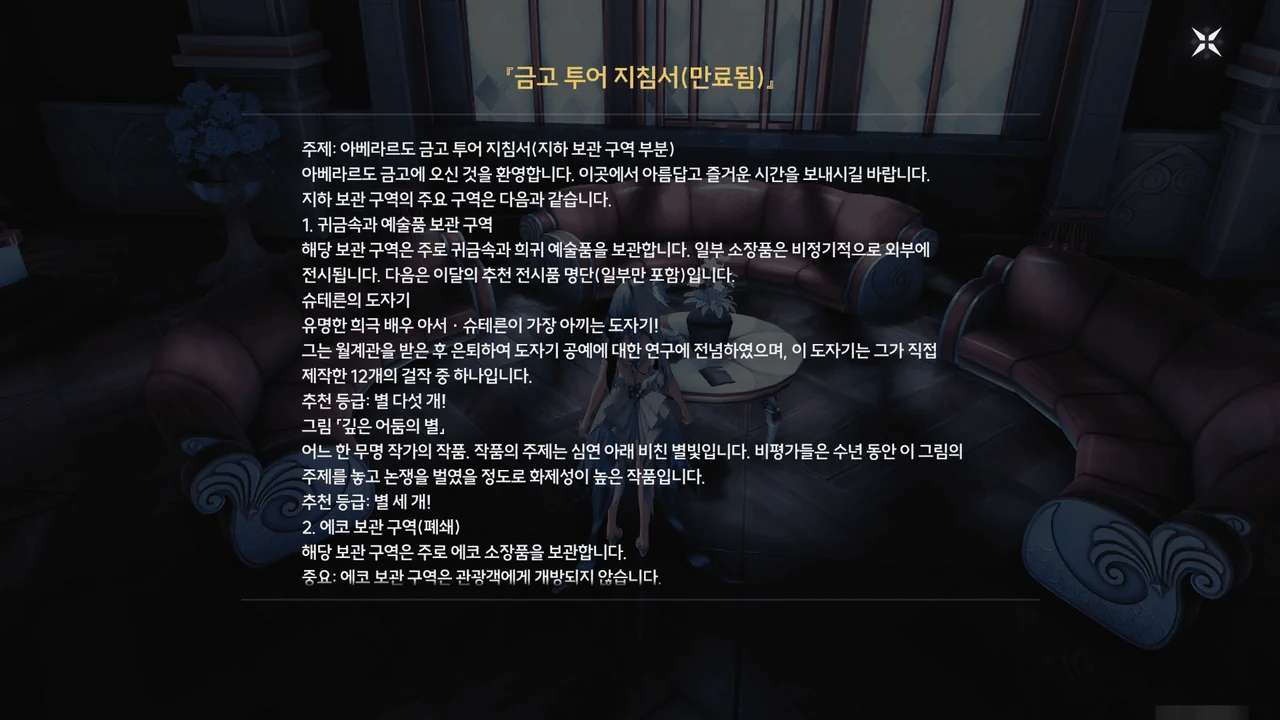 『금고 투어 지침서(만료됨)』
주제: 아베라르도 금고 투어 지침서(지하 보관 구역 부분)
아베라르도 금고에 오신 것을 환영합니다. 이곳에서 아름답고 즐거운 시간을 보내시길 바랍니다.
지하 보관 구역의 주요 구역은 다음과 같습니다.
1. 귀금속과 예술품 보관 구역
해당 보관 구역은 주로 귀금속과 희귀 예술품을 보관합니다. 일부 소장품은 비정기적으로 외부에
전시됩니다. 다음은 이달의 추천 전시품 명단(일부만 포함)입니다.
슈테른의 도자기
유명한 희극 배우 아서 · 슈테른이 가장 아끼는 도자기!
그는 월계관을 받은 후 은퇴하여 도자기 공예에 대한 연구에 전념하였으며, 이 도자기는 그가 직접
제작한 12개의 걸작 중 하나입니다.
추천 등급: 별 다섯 개!
그림 「깊은 어둠의 별」
어느 한 무명 작가의 작품. 작품의 주제는 심연 아래 비친 별빛입니다. 비평가들은 수년 동안 이 그림의
주제를 놓고 논쟁을 벌였을 정도로 화제성이 높은 작품입니다.
추천 등급: 별 세 개!
2. 에코 보관 구역(폐쇄)
해당 보관 구역은 주로 에코 소장품을 보관합니다.
중요: 에코 보관 구역은 관광객에게 개방되지 않습니다.